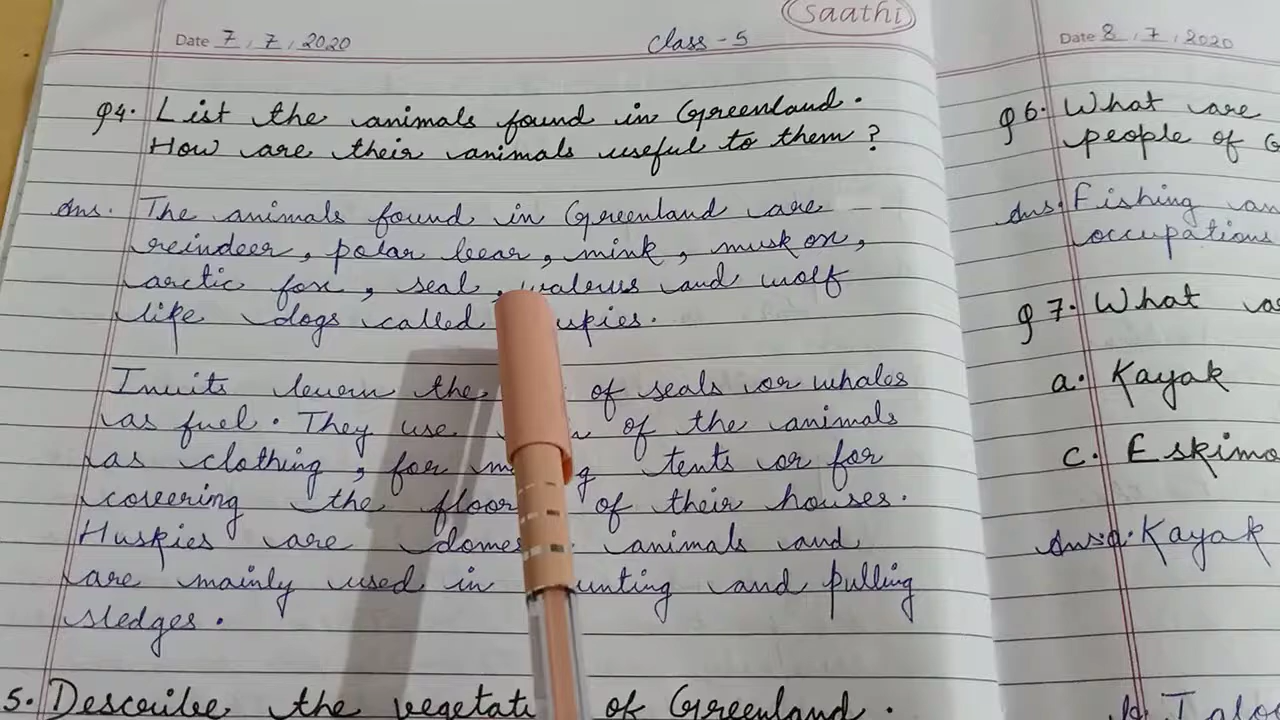 Saathi
Date 7, 7, 2020
Class - 5
Q4. List the animals found in Greenland.
How are their animals useful to them?
Ans. The animals found in Greenland are
reindeer, polar bear, mink, musk ox,
arctic fox, seal, walrus and wolf
like dogs called
Inuits burn the of seals or whales
as fuel. They use of the animals
as clothing, for tents or for
covering the floor of their houses.
Huskies are animals and
are mainly used in and pulling
sledges.
5. Describe the of Greenland.
Date 8, 7, 2020
Q6. What are
people of
Ans. Fishing
occupations
Q7. What
a. Kayak
c.
Ans a. Kayak